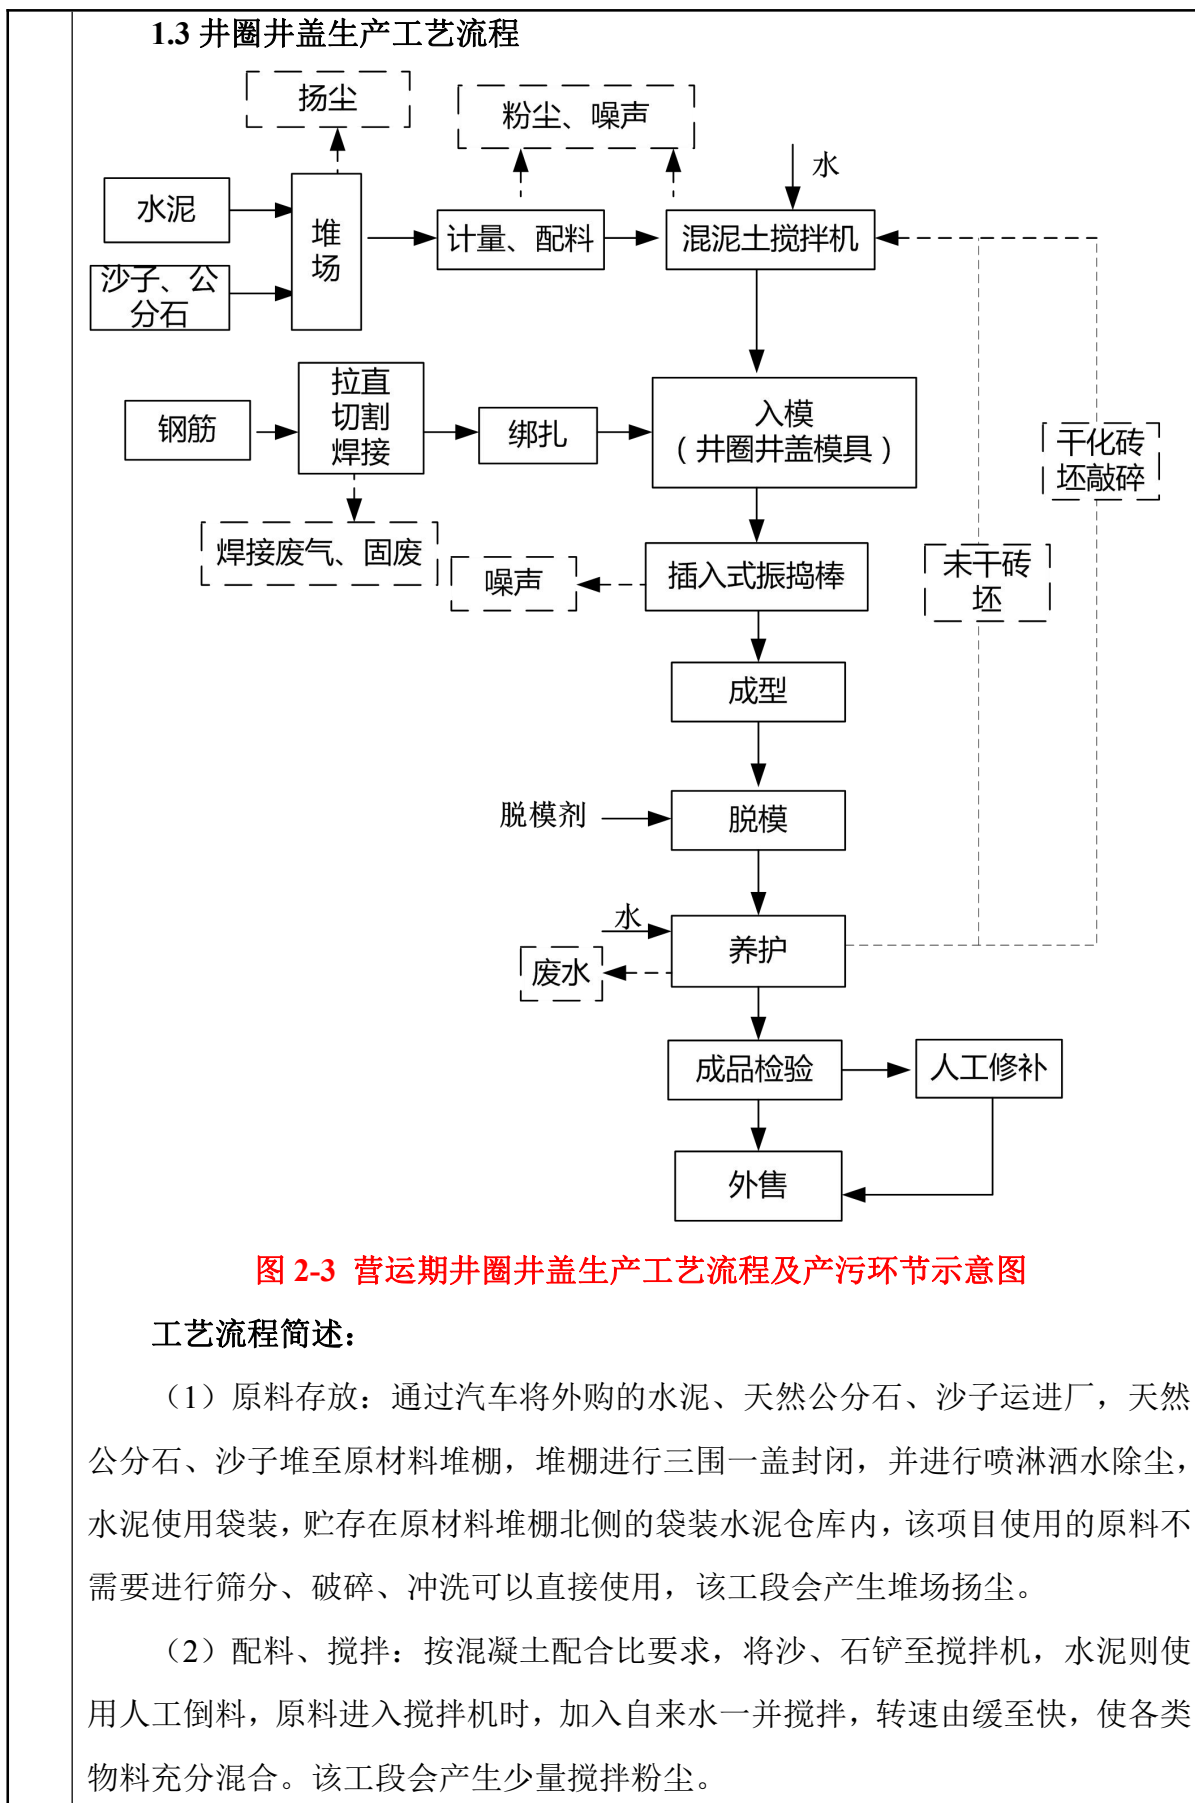 1.3 井圈井盖生产工艺流程
扬尘
粉尘、噪声
水
水泥
堆
场
计量、配料
混泥土搅拌机
沙子、公
分石
拉直
切割
焊接
钢筋
绑扎
入模
（井圈井盖模具）
干化砖
坯敲碎
焊接废气、固废
噪声
插入式振捣棒
未干砖
坯
成型
脱模剂
脱模
水
养护
废水
成品检验
人工修补
外售
图 2-3 营运期井圈井盖生产工艺流程及产污环节示意图
工艺流程简述：
（1）原料存放：通过汽车将外购的水泥、天然公分石、沙子运进厂，天然
公分石、沙子堆至原材料堆棚，堆棚进行三围一盖封闭，并进行喷淋洒水除尘，
水泥使用袋装，贮存在原材料堆棚北侧的袋装水泥仓库内，该项目使用的原料不
需要进行筛分、破碎、冲洗可以直接使用，该工段会产生堆场扬尘。
（2）配料、搅拌：按混凝土配合比要求，将沙、石铲至搅拌机，水泥则使
用人工倒料，原料进入搅拌机时，加入自来水一并搅拌，转速由缓至快，使各类
物料充分混合。该工段会产生少量搅拌粉尘。